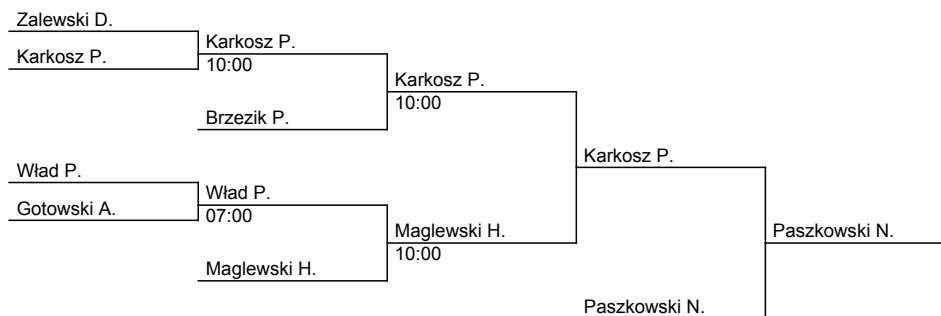 Zalewski D.
Karkosz P.
Karkosz P.
10:00
Karkosz P.
10:00
Brzezik P.
Karkosz P.
Wład P.
Wład P.
Gotowski A.
07:00
Maglewski H.
10:00
Paszkowski N.
Maglewski H.
Paszkowski N.